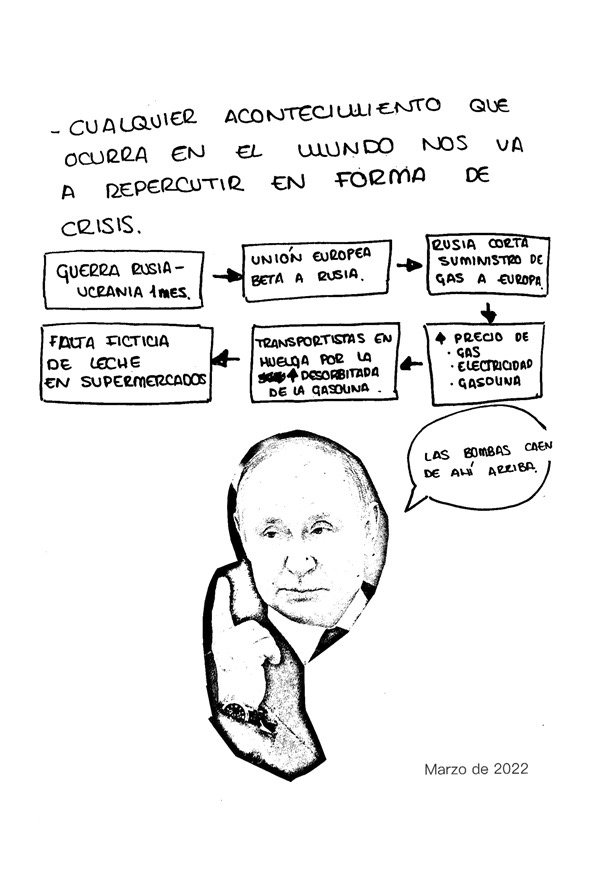 - CUALQUIER ACONTECIMIENTO QUE
OCURRA EN EL MUNDO NOS VA
A REPERCUTIR EN FORMA DE
CRISIS.
GUERRA RUSIA-
UCRANIA 1 MES.
UNIÓN EUROPEA
BETA A RUSIA.
RUSIA CORTA
SUMINISTRO DE
GAS A EUROPA.
↑ PRECIO DE
· GAS
· ELECTRICIDAD
· GASOLINA
TRANSPORTISTAS EN
HUELGA POR LA
↑ DESORBITADA
DE LA GASOLINA.
FALTA FICTICIA
DE LECHE
EN SUPERMERCADOS
LAS BOMBAS CAEN
DE AHÍ ARRIBA.
Marzo de 2022